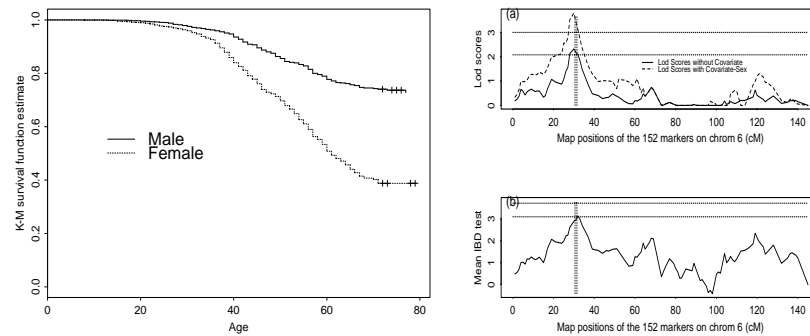 K-M survival function estimate
1.0
0.8
0.6
0.4
0.2
0.0
Male
Female
0 20 40 60 80
Age
(a)
Lod scores
3
2
1
0
Lod Scores without Covariate
Lod Scores with Covariate-Sex
0 20 40 60 80 100 120 140
Map positions of the 152 markers on chrom 6 (cM)
(b)
Mean IBD test
3
2
1
0
0 20 40 60 80 100 120 140
Map positions of the 152 markers on chrom 6 (cM)